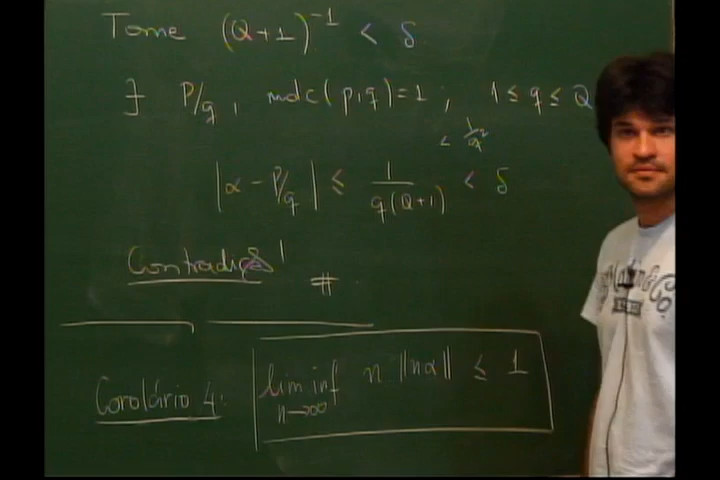 Tome (Q+1)^{-1} < δ
∃ P/q, mdc(p,q)=1; 1 ≤ q ≤ Q
< 1/q²
|α - P/q| ≤ 1/q(Q+1) < δ
Contradição!
#
Corolário 4: lim inf n→∞ n ||nα|| ≤ 1